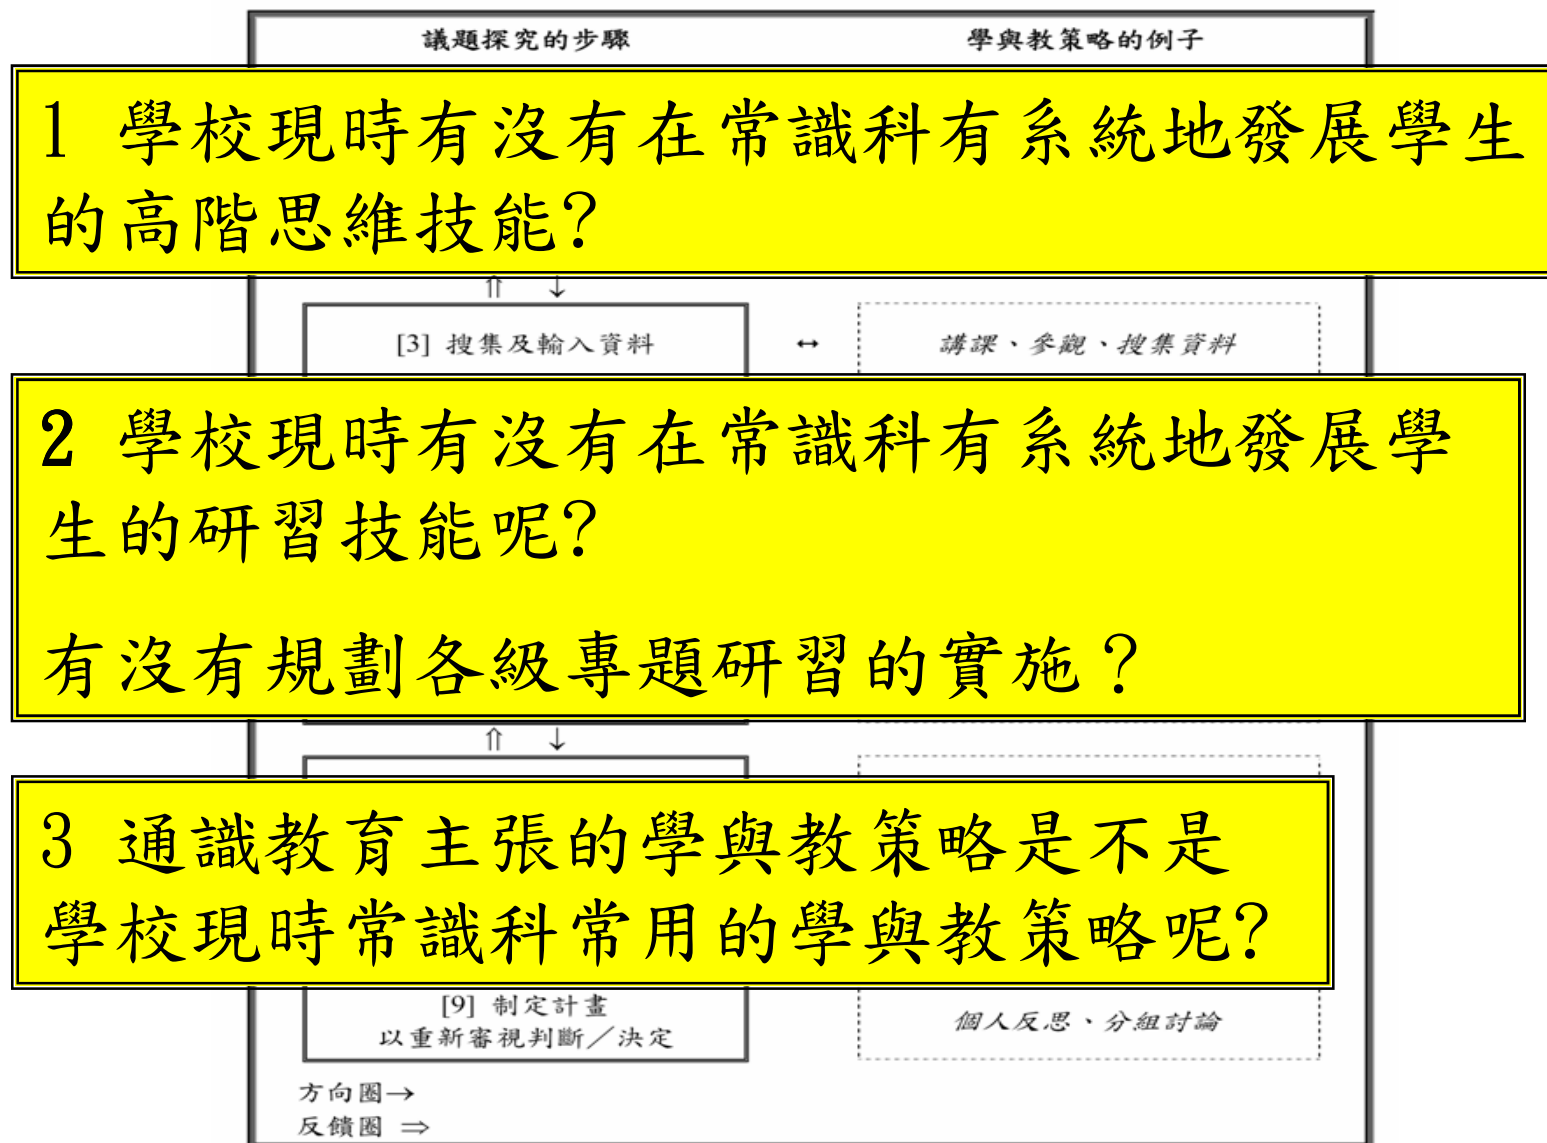 議題探究的步驟 學與教策略的例子
1 學校現時有沒有在常識科有系統地發展學生
的高階思維技能?
⇑ ↓
[3] 搜集及輸入資料 ↔ 講課、參觀、搜集資料
2 學校現時有沒有在常識科有系統地發展學
生的研習技能呢?
有沒有規劃各級專題研習的實施？
⇑ ↓
3 通識教育主張的學與教策略是不是
學校現時常識科常用的學與教策略呢?
[9] 制定計畫
以重新審視判斷／決定
個人反思、分組討論
方向圈→
反饋圈 ⇒